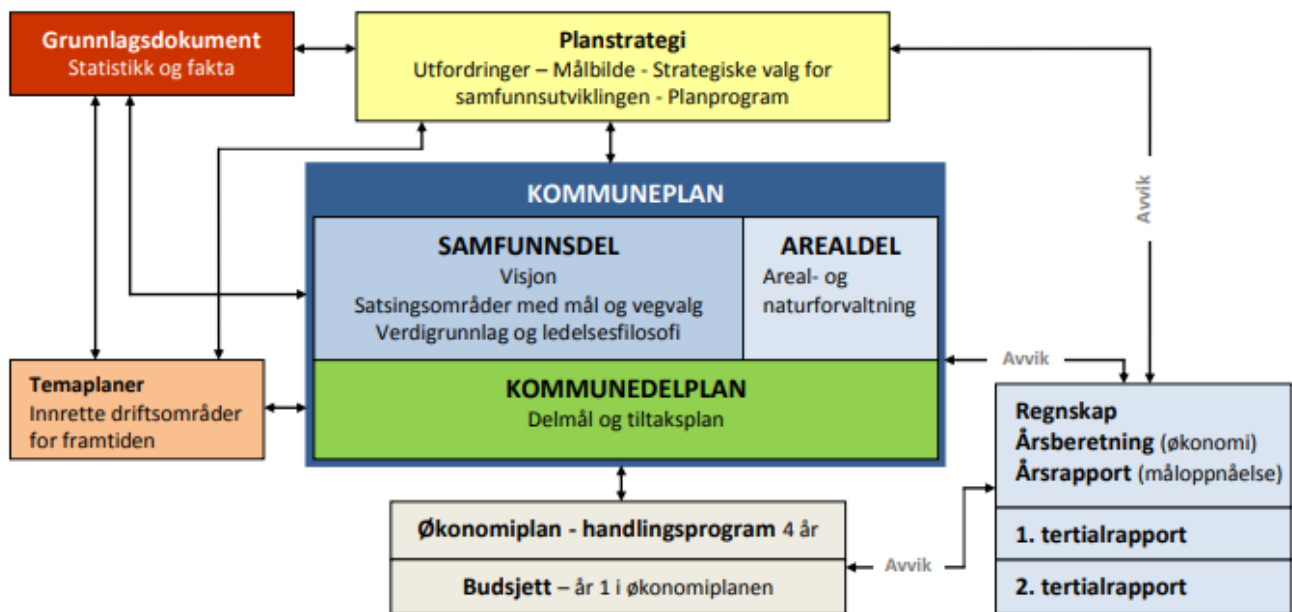 Grunnlagsdokument
Statistikk og fakta
Planstrategi
Utfordringer – Målbilde - Strategiske valg for
samfunnsutviklingen - Planprogram
Avvik
KOMMUNEPLAN
SAMFUNNSDEL
Visjon
Satsingsområder med mål og vegvalg
Verdigrunnlag og ledelsesfilosofi
AREALDEL
Areal- og
naturforvaltning
Temaplaner
Innrette driftsområder
for framtiden
KOMMUNEDELPLAN
Delmål og tiltaksplan
Avvik
Regnskap
Årsberetning (økonomi)
Årsrapport (måloppnåelse)
1. tertialrapport
2. tertialrapport
Økonomiplan - handlingsprogram 4 år
Budsjett – år 1 i økonomiplanen
Avvik